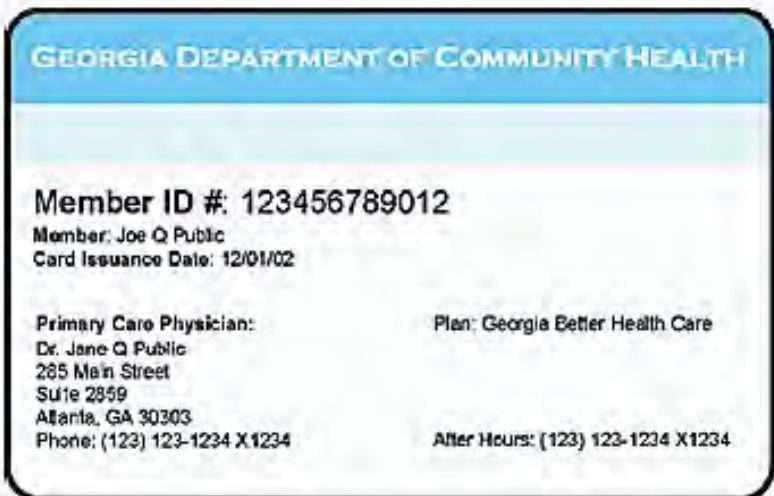 GEORGIA DEPARTMENT OF COMMUNITY HEALTH
Member ID #: 123456789012
Member: Joe Q Public
Card Issuance Date: 12/01/02
Primary Care Physician:
Dr. Jane Q Public
285 Main Street
Suite 2859
Atlanta, GA 30303
Phone: (123) 123-1234 X1234
Plan: Georgia Better Health Care
After Hours: (123) 123-1234 X1234